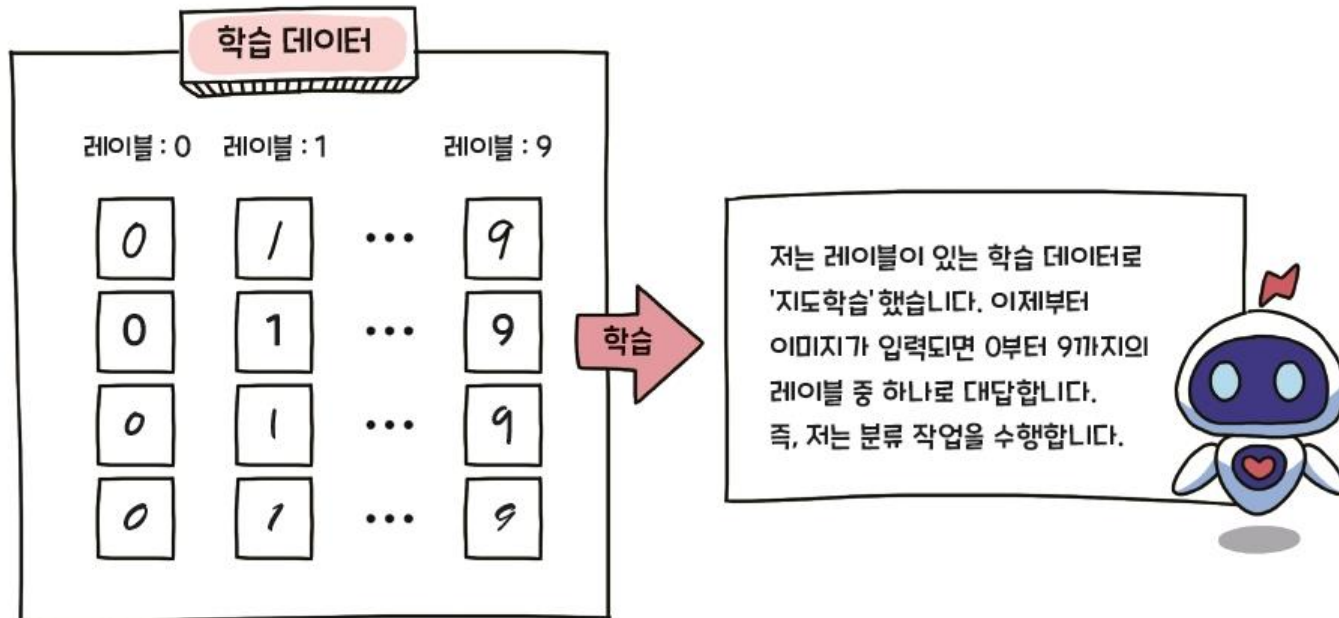 학습 데이터
레이블 : 0 레이블 : 1 레이블 : 9
0 1 ••• 9
0 1 ••• 9
0 1 ••• 9
0 1 ••• 9
학습
저는 레이블이 있는 학습 데이터로
'지도학습'했습니다. 이제부터
이미지가 입력되면 0부터 9까지의
레이블 중 하나로 대답합니다.
즉, 저는 분류 작업을 수행합니다.